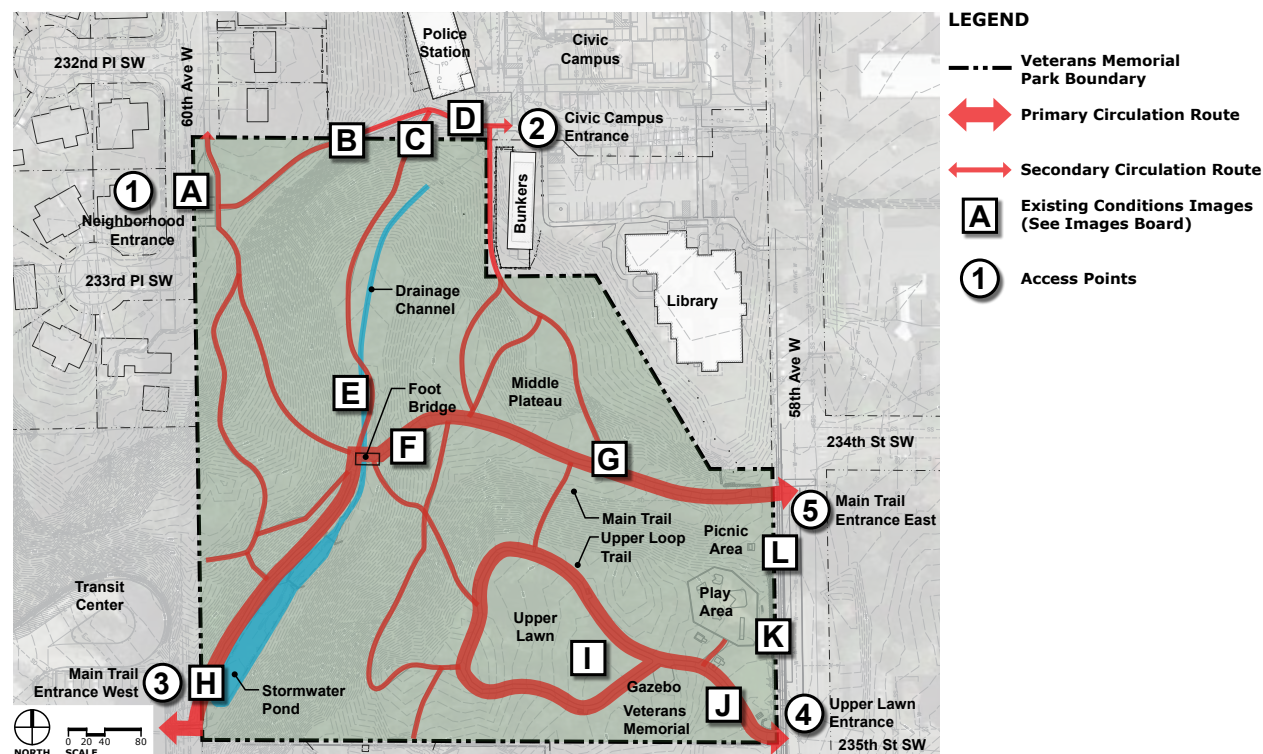 LEGEND
Veterans Memorial
Park Boundary
Primary Circulation Route
Secondary Circulation Route
A
Existing Conditions Images
(See Images Board)
1
Access Points
232nd Pl SW
60th Ave W
Police
Station
Civic
Campus
B
C
D
2
Civic Campus
Entrance
1
A
Neighborhood
Entrance
Bunkers
233rd Pl SW
Drainage
Channel
Library
58th Ave W
E
Foot
Bridge
Middle
Plateau
F
G
234th St SW
5
Main Trail
Entrance East
Main Trail
Upper Loop
Trail
Picnic
Area
L
Transit
Center
Play
Area
Upper
Lawn
K
I
Main Trail
Entrance West
3
H
Stormwater
Pond
Gazebo
Veterans
Memorial
J
4
Upper Lawn
Entrance
235th St SW
NORTH
0 20 40 80
SCALE